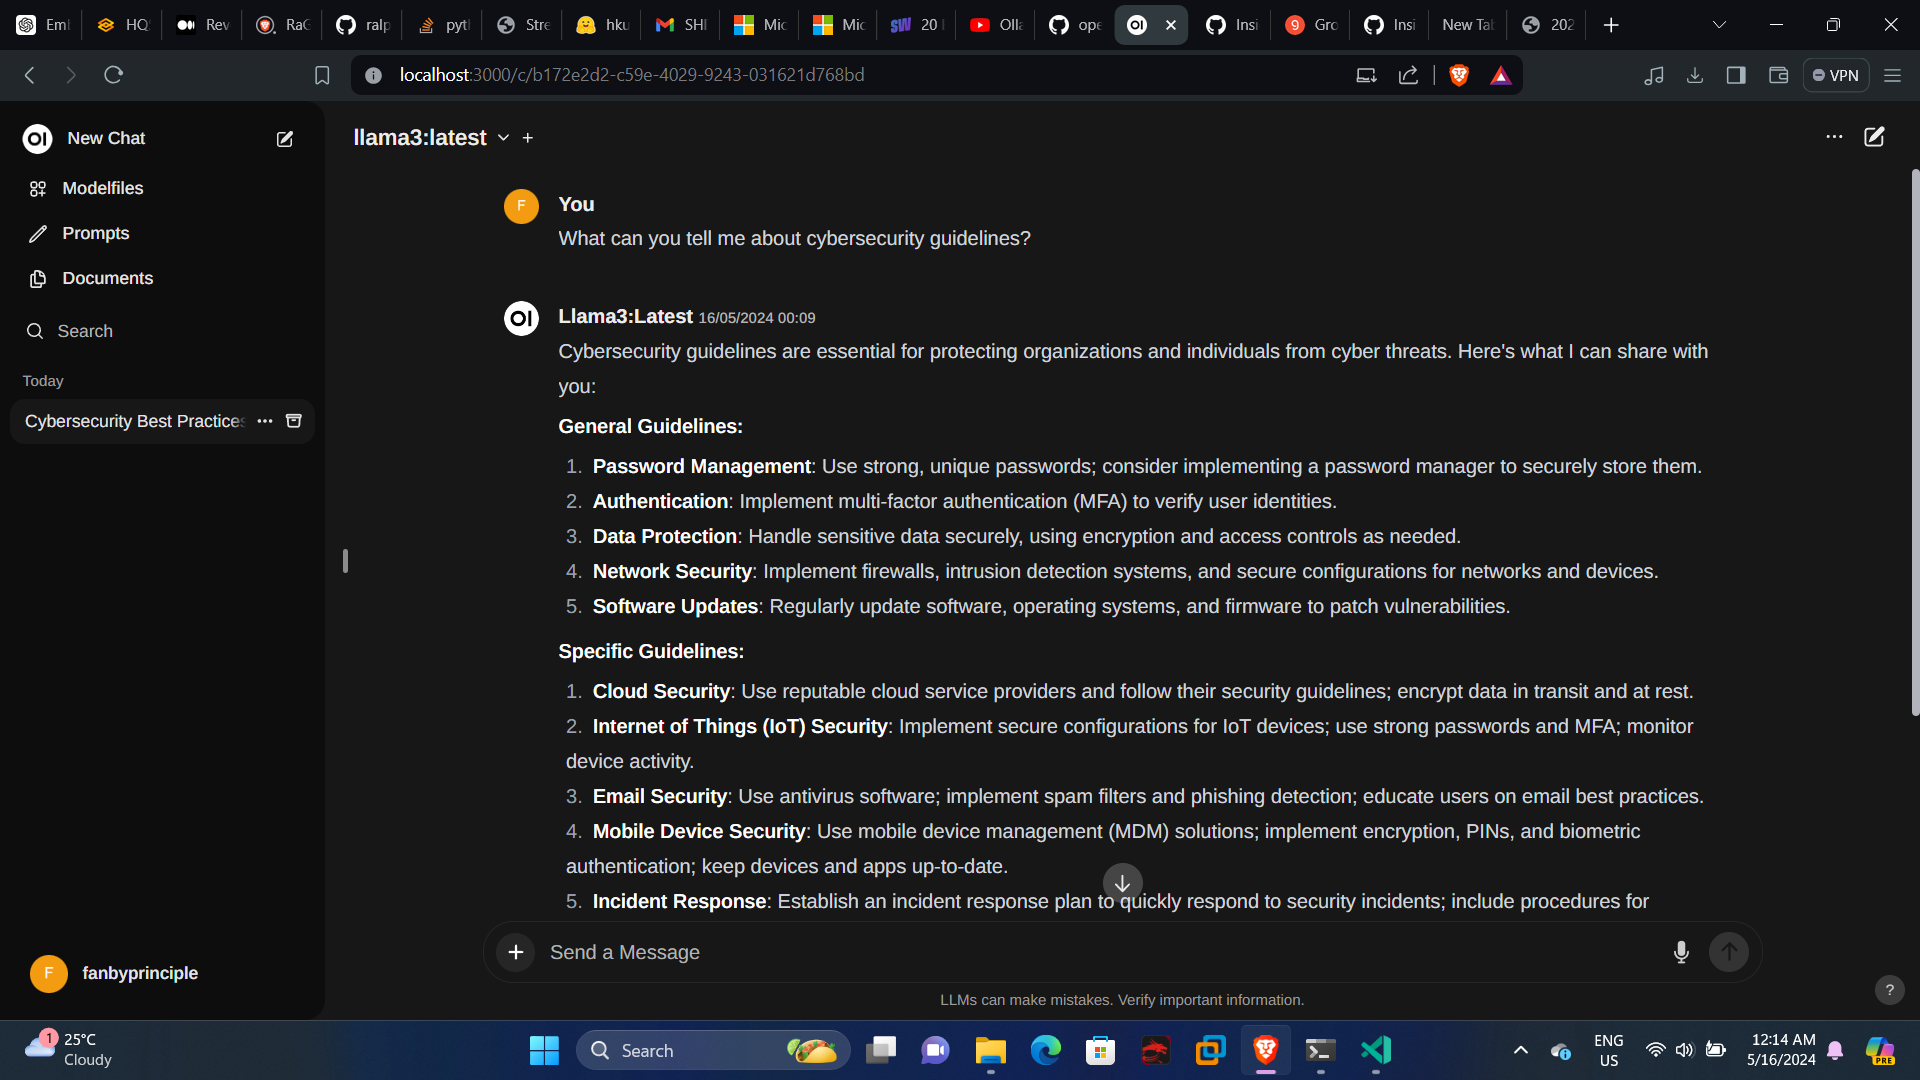 Em
HQ
Rev
RaG
ralp
pyt
Stre
hku
SHI
Mic
Mic
SW 20
Olla
ope
OI
Insi
9 Gro
Insi
New Ta
202
localhost:3000/c/b172e2d2-c59e-4029-9243-031621d768bd
VPN
OI New Chat
Modelfiles
Prompts
Documents
Search
Today
Cybersecurity Best Practices
F fanbyprinciple
llama3:latest
F You
What can you tell me about cybersecurity guidelines?
OI Llama3:Latest 16/05/2024 00:09
Cybersecurity guidelines are essential for protecting organizations and individuals from cyber threats. Here's what I can share with
you:
General Guidelines:
1. Password Management: Use strong, unique passwords; consider implementing a password manager to securely store them.
2. Authentication: Implement multi-factor authentication (MFA) to verify user identities.
3. Data Protection: Handle sensitive data securely, using encryption and access controls as needed.
4. Network Security: Implement firewalls, intrusion detection systems, and secure configurations for networks and devices.
5. Software Updates: Regularly update software, operating systems, and firmware to patch vulnerabilities.
Specific Guidelines:
1. Cloud Security: Use reputable cloud service providers and follow their security guidelines; encrypt data in transit and at rest.
2. Internet of Things (IoT) Security: Implement secure configurations for IoT devices; use strong passwords and MFA; monitor
device activity.
3. Email Security: Use antivirus software; implement spam filters and phishing detection; educate users on email best practices.
4. Mobile Device Security: Use mobile device management (MDM) solutions; implement encryption, PINs, and biometric
authentication; keep devices and apps up-to-date.
5. Incident Response: Establish an incident response plan to quickly respond to security incidents; include procedures for
Send a Message
LLMs can make mistakes. Verify important information.
?
1 25°C
Cloudy
Search
ENG
US
12:14 AM
5/16/2024
PRE